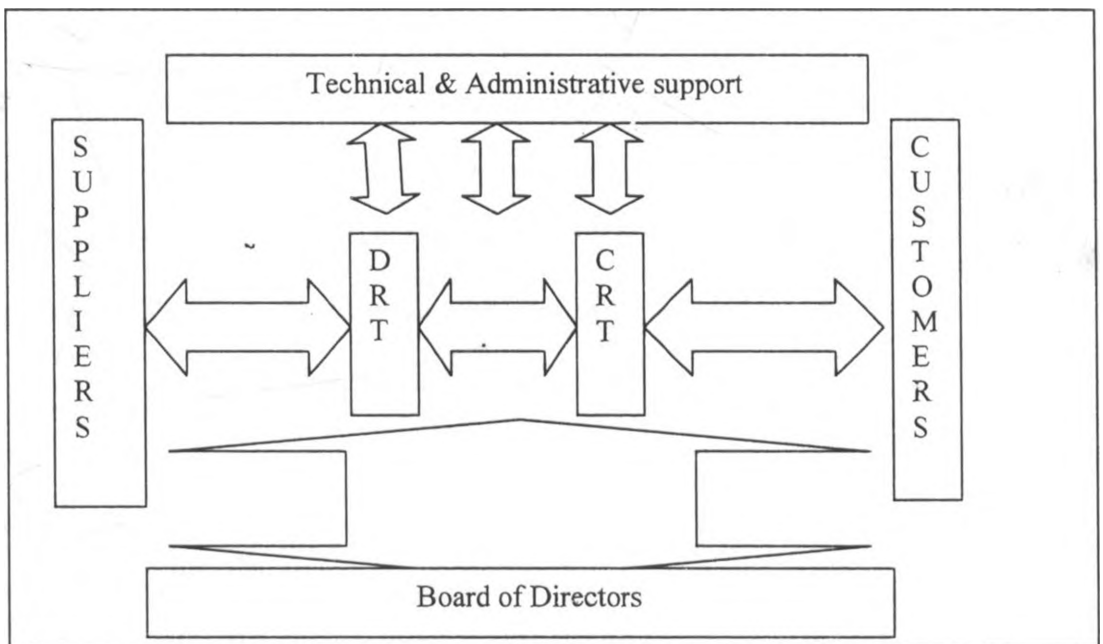 Technical & Administrative support
SUPPLIERS
DRT
CRT
CUSTOMERS
Board of Directors